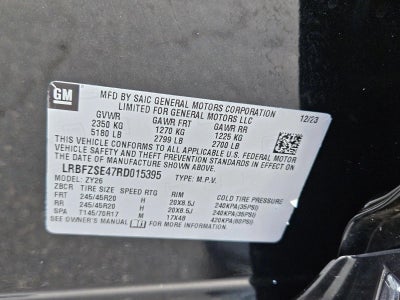 GM
MFD BY SAIC GENERAL MOTORS CORPORATION
LIMITED FOR GENERAL MOTORS LLC
12/23
GVWR GAWR FRT GAWR RR
2350 KG 1270 KG 1225 KG
5180 LB 2799 LB 2700 LB
THIS VEHICLE CONFORMS TO ALL APPLICABLE U.S. FEDERAL MOTOR
VEHICLE SAFETY AND THEFT PREVENTION STANDARDS IN EFFECT ON
THE DATE OF MANUFACTURE SHOWN ABOVE.
LRBFZSE47RD015395 TYPE: M.P.V.
MODEL: ZY26
ZBCR TIRE SIZE SPEED RTG RIM COLD TIRE PRESSURE
FRT 245/45R20 H 20X8.5J 240KPA(35PSI)
RR 245/45R20 H 20X8.5J 240KPA(35PSI)
SPA T145/70R17 M 17X4B 420KPA(60PSI)
SEE OWNER'S MANUAL FOR MORE INFORMATION.